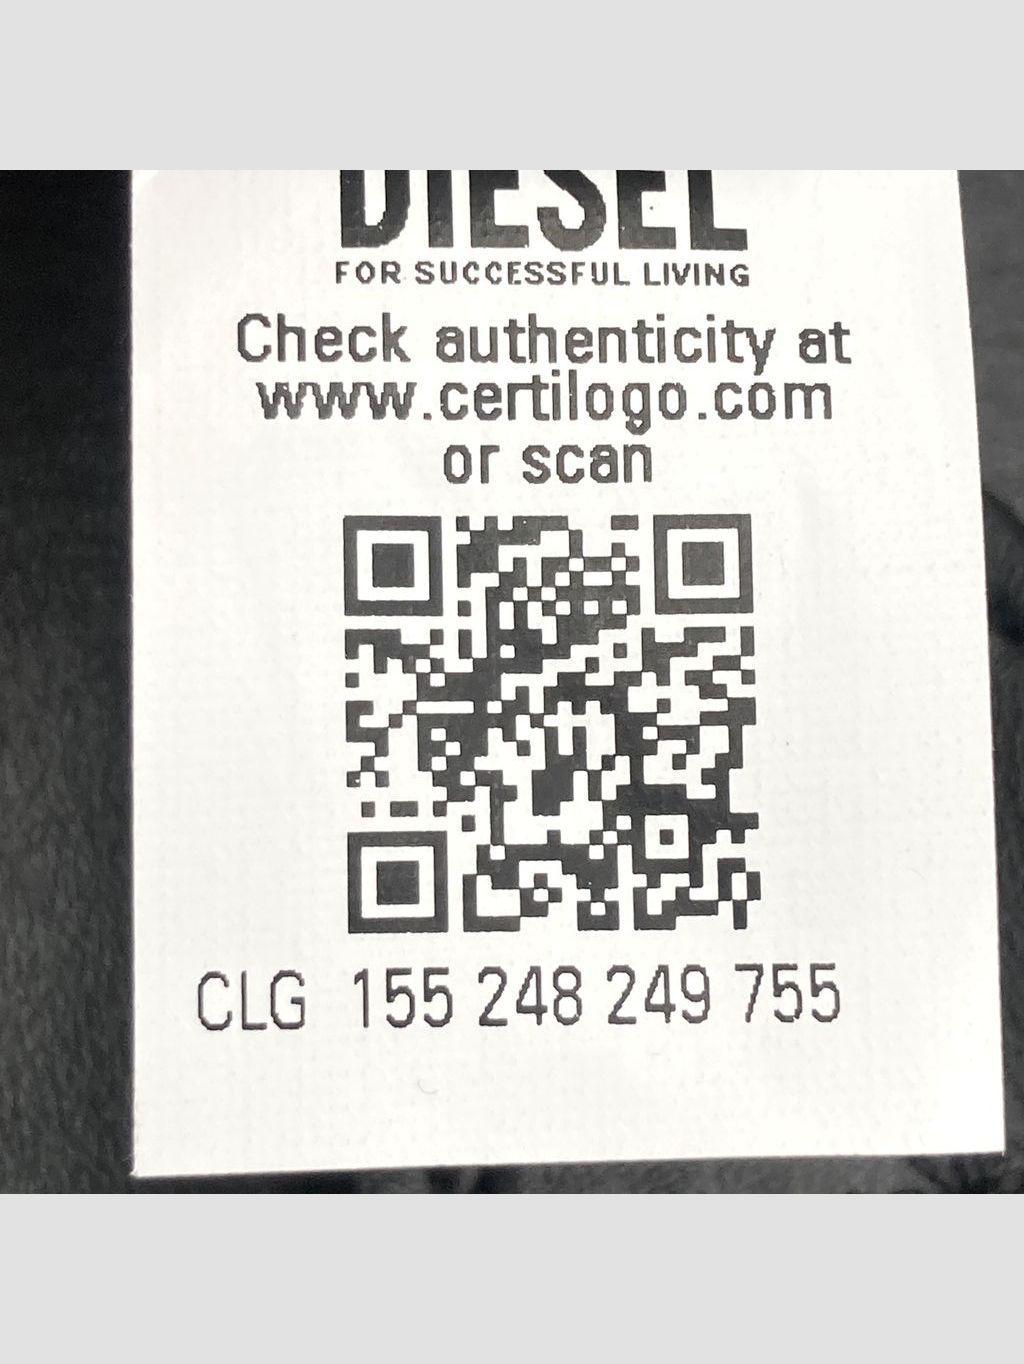 DIESEL
FOR SUCCESSFUL LIVING
Check authenticity at
www.certilogo.com
or scan
CLG 155 248 249 755